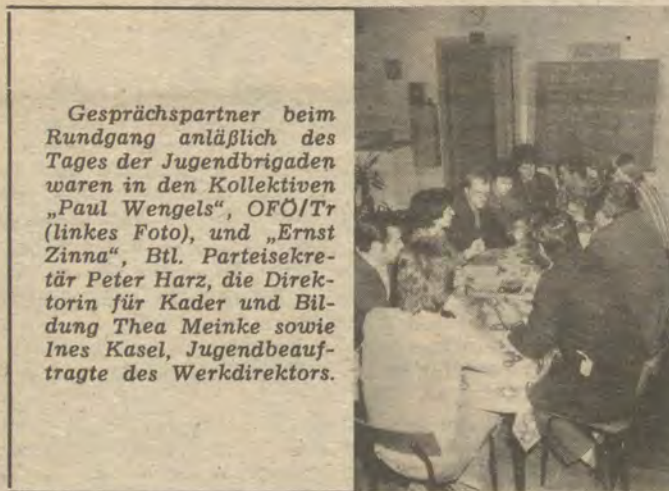 Gesprächspartner beim
Rundgang anläßlich des
Tages der Jugendbrigaden
waren in den Kollektiven
„Paul Wengels“, OFÖ/Tr
(linkes Foto), und „Ernst
Zinna“, Btl. Parteisekre-
tär Peter Harz, die Direk-
torin für Kader und Bil-
dung Thea Meinke sowie
Ines Kasel, Jugendbeauf-
tragte des Werkdirektors.